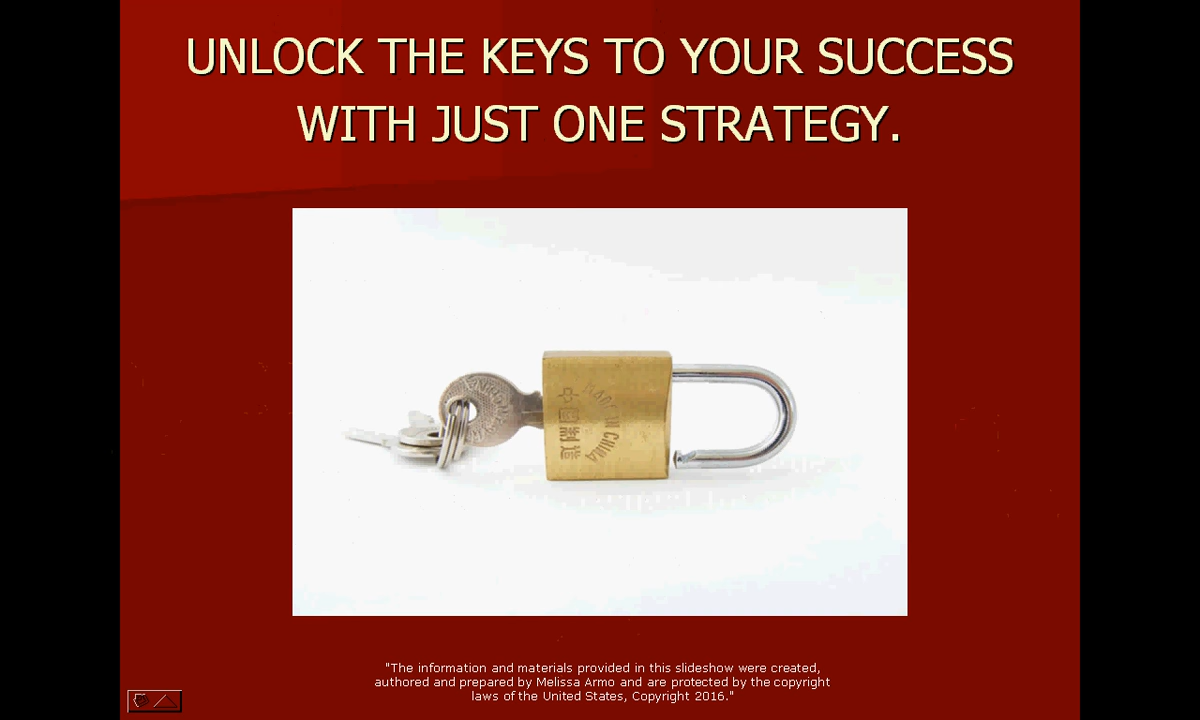 UNLOCK THE KEYS TO YOUR SUCCESS
WITH JUST ONE STRATEGY.
中国制造
MADE IN CHINA
"The information and materials provided in this slideshow were created,
authored and prepared by Melissa Armo and are protected by the copyright
laws of the United States, Copyright 2016."